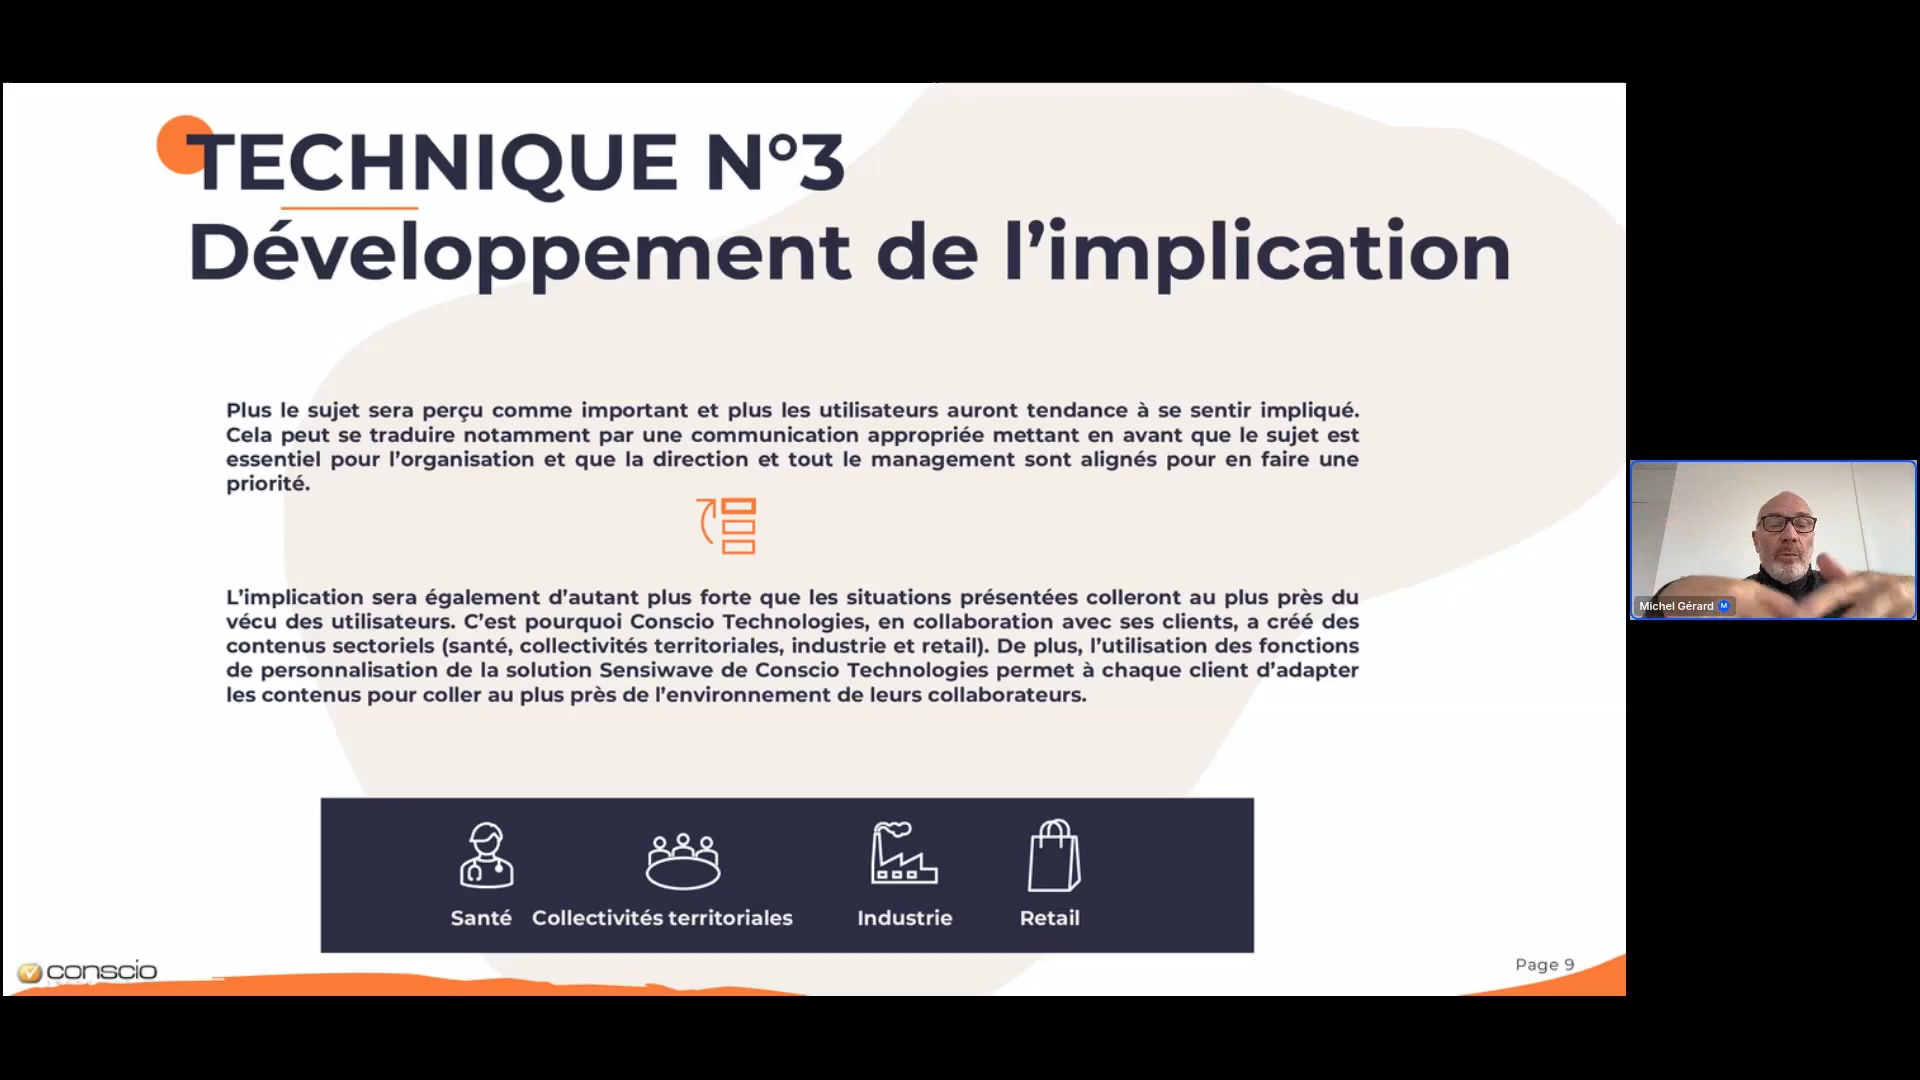 TECHNIQUE N°3
Développement de l’implication
Plus le sujet sera perçu comme important et plus les utilisateurs auront tendance à se sentir impliqué.
Cela peut se traduire notamment par une communication appropriée mettant en avant que le sujet est
essentiel pour l’organisation et que la direction et tout le management sont alignés pour en faire une
priorité.
L’implication sera également d’autant plus forte que les situations présentées colleront au plus près du
vécu des utilisateurs. C’est pourquoi Conscio Technologies, en collaboration avec ses clients, a créé des
contenus sectoriels (santé, collectivités territoriales, industrie et retail). De plus, l’utilisation des fonctions
de personnalisation de la solution Sensiwave de Conscio Technologies permet à chaque client d’adapter
les contenus pour coller au plus près de l’environnement de leurs collaborateurs.
Michel Gérard M
Santé Collectivités territoriales Industrie Retail
conscio
Page 9